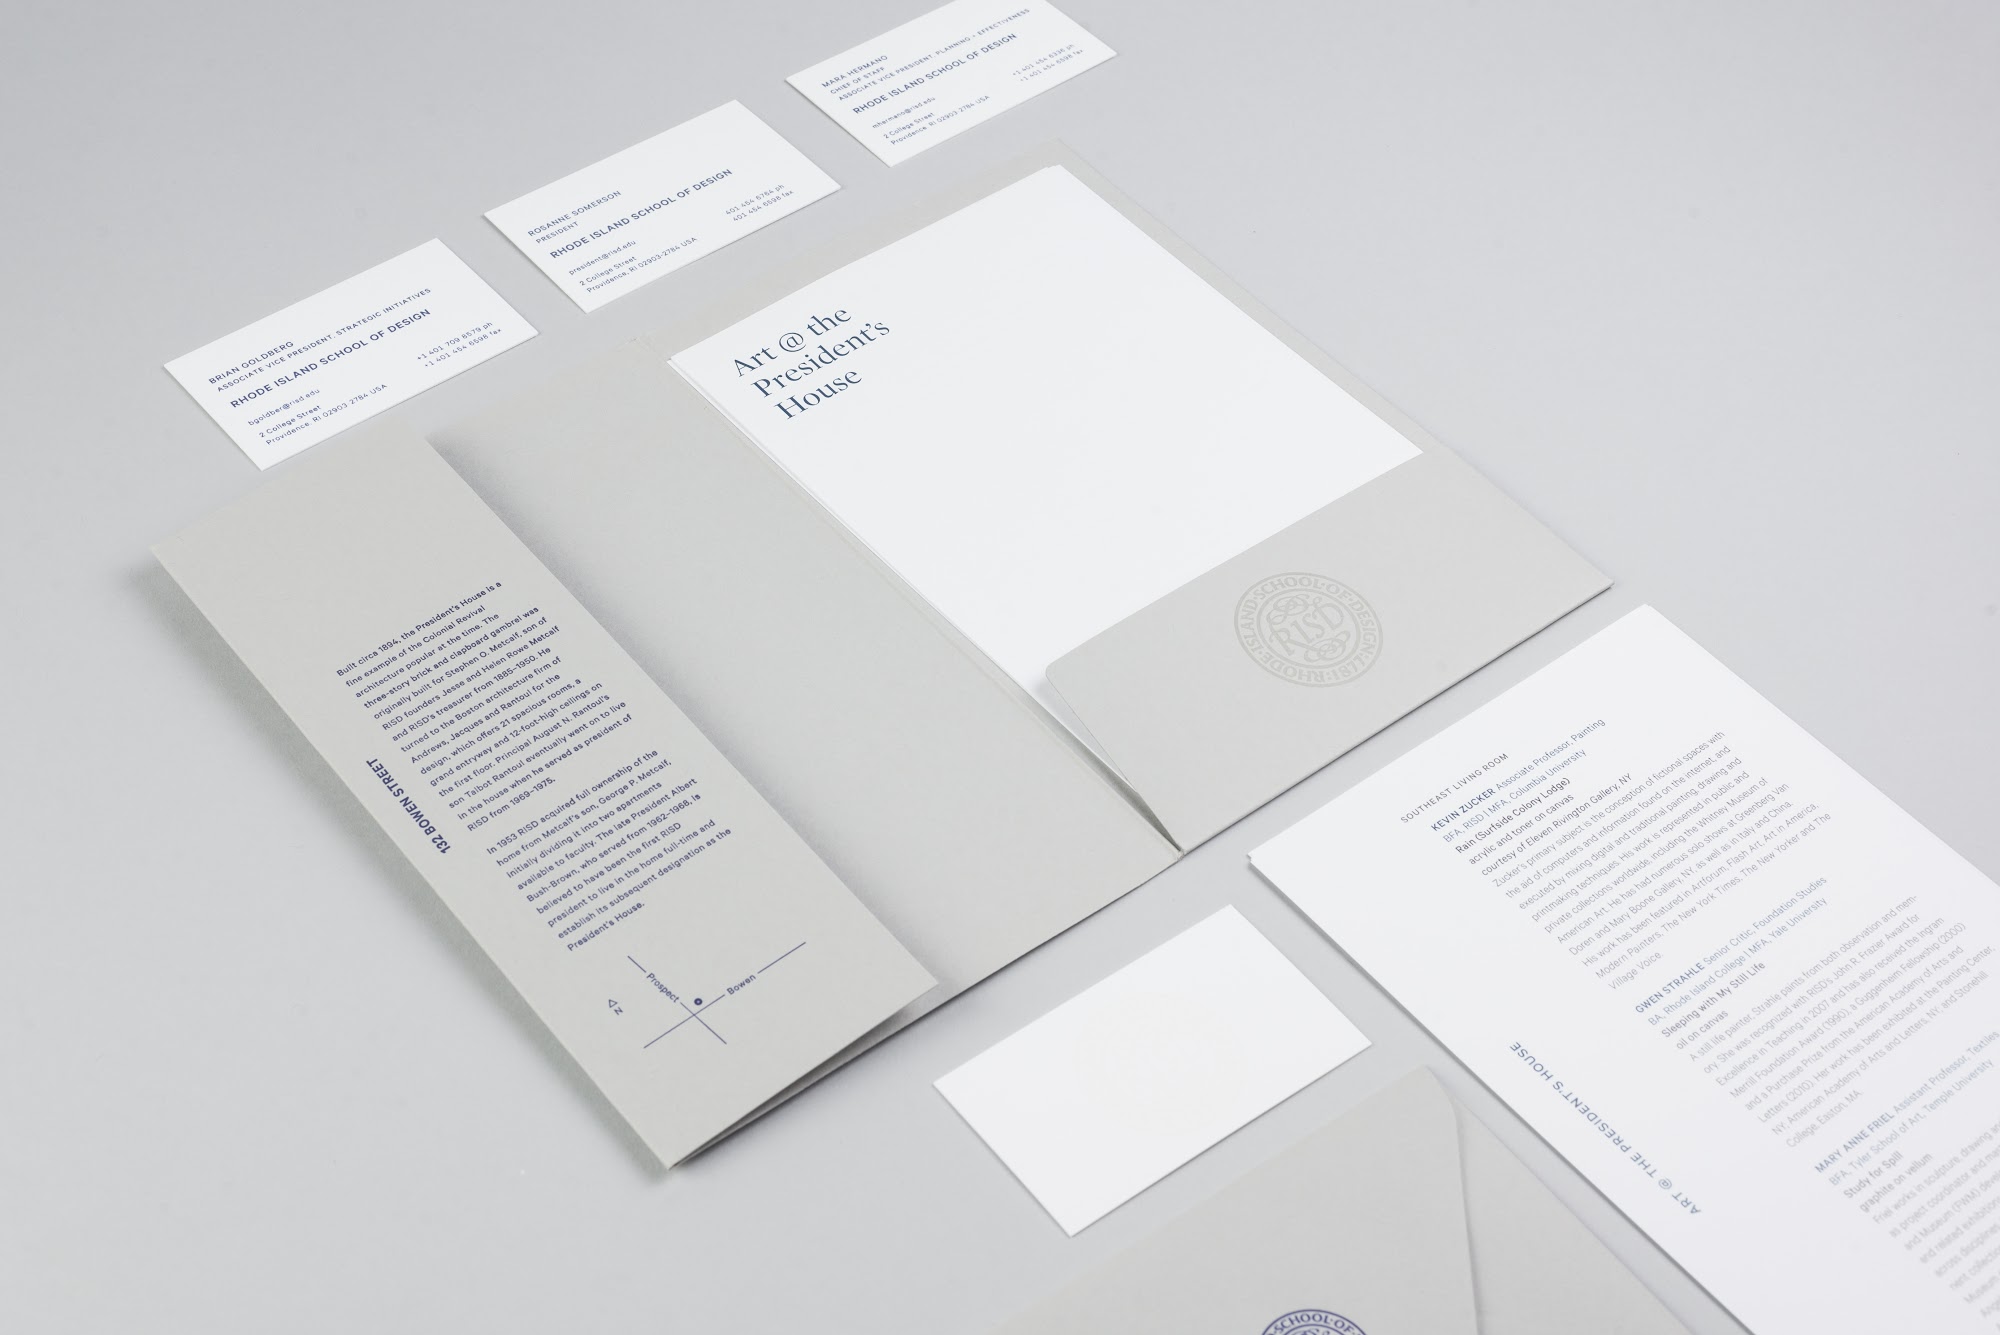 MARA HERMANO
CHIEF OF STAFF
ASSOCIATE VICE PRESIDENT, PLANNING + EFFECTIVENESS
RHODE ISLAND SCHOOL OF DESIGN
mhermano@risd.edu
2 College Street
Providence, RI 02903-2784 USA
+1 401 454 6336 ph
+1 401 454 6598 fax
ROSANNE SOMERSON
PRESIDENT
RHODE ISLAND SCHOOL OF DESIGN
president@risd.edu
2 College Street
Providence, RI 02903-2784 USA
401 454 6764 ph
401 454 6598 fax
BRIAN GOLDBERG
ASSOCIATE VICE PRESIDENT, STRATEGIC INITIATIVES
RHODE ISLAND SCHOOL OF DESIGN
bgoldber@risd.edu
2 College Street
Providence, RI 02903-2784 USA
+1 401 709 8579 ph
+1 401 454 6598 fax
Art @ the
President's
House
RHODE·ISLAND·SCHOOL·OF·DESIGN·1877·
RISD
132 BOWEN STREET
Built circa 1894, the President's House is a
fine example of the Colonial Revival
architecture popular at the time. The
three-story brick and clapboard gambrel was
originally built for Stephen O. Metcalf, son of
RISD founders Jesse and Helen Rowe Metcalf
and RISD's treasurer from 1885–1950. He
turned to the Boston architecture firm of
Andrews, Jacques and Rantoul for the
design, which offers 21 spacious rooms, a
grand entryway and 12-foot-high ceilings on
the first floor. Principal August N. Rantoul's
son Talbot Rantoul eventually went on to live
in the house when he served as president of
RISD from 1969–1975.
In 1953 RISD acquired full ownership of the
home from Metcalf's son, George P. Metcalf,
initially dividing it into two apartments
available to faculty. The late President Albert
Bush-Brown, who served from 1962–1968, is
believed to have been the first RISD
president to live in the home full-time and
establish its subsequent designation as the
President's House.
Prospect
Bowen
N
SOUTHEAST LIVING ROOM
KEVIN ZUCKER Associate Professor, Painting
BFA, RISD | MFA, Columbia University
Rain (Surfside Colony Lodge)
acrylic and toner on canvas
courtesy of Eleven Rivington Gallery, NY
Zucker's primary subject is the conception of fictional spaces with
the aid of computers and information found on the internet, and
executed by mixing digital and traditional painting, drawing and
printmaking techniques. His work is represented in public and
private collections worldwide, including the Whitney Museum of
American Art. He has had numerous solo shows at Greenberg Van
Doren and Mary Boone Gallery, NY, as well as in Italy and China.
His work has been featured in Artforum, Flash Art, Art in America,
Modern Painters, The New York Times, The New Yorker and The
Village Voice.
GWEN STRAHLE Senior Critic, Foundation Studies
BA, Rhode Island College | MFA, Yale University
Sleeping with My Still Life
oil on canvas
A still life painter, Strahle paints from both observation and mem-
ory. She was recognized with RISD's John R. Frazier Award for
Excellence in Teaching in 2007 and has also received the Ingram
Merrill Foundation Award (1990), a Guggenheim Fellowship (2000)
and a Purchase Prize from the American Academy of Arts and
Letters (2010). Her work has been exhibited at the Painting Center,
NY, American Academy of Arts and Letters, NY; and Stonehill
College, Easton, MA.
MARY ANNE FRIEL Assistant Professor, Textiles
BFA, Tyler School of Art, Temple University
Study for Spill
graphite on vellum
Friel works in sculpture, drawing
as project coordinator and
and Museum (FWM)
and related
across
Museum
ART @ THE PRESIDENT'S HOUSE
SCHOOL·OF